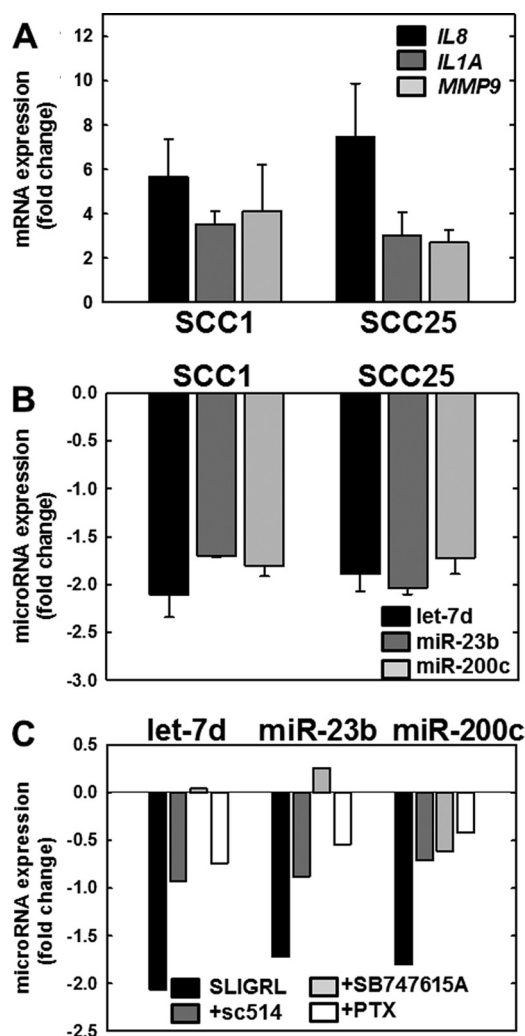 A
mRNA expression
(fold change)
12
10
8
6
4
2
0
IL8
IL1A
MMP9
SCC1 SCC25
B
SCC1 SCC25
microRNA expression
(fold change)
0.0
-0.5
-1.0
-1.5
-2.0
-2.5
-3.0
let-7d
miR-23b
miR-200c
C
let-7d miR-23b miR-200c
microRNA expression
(fold change)
0.5
0.0
-0.5
-1.0
-1.5
-2.0
-2.5
SLIGRL +SB747615A
+sc514 +PTX